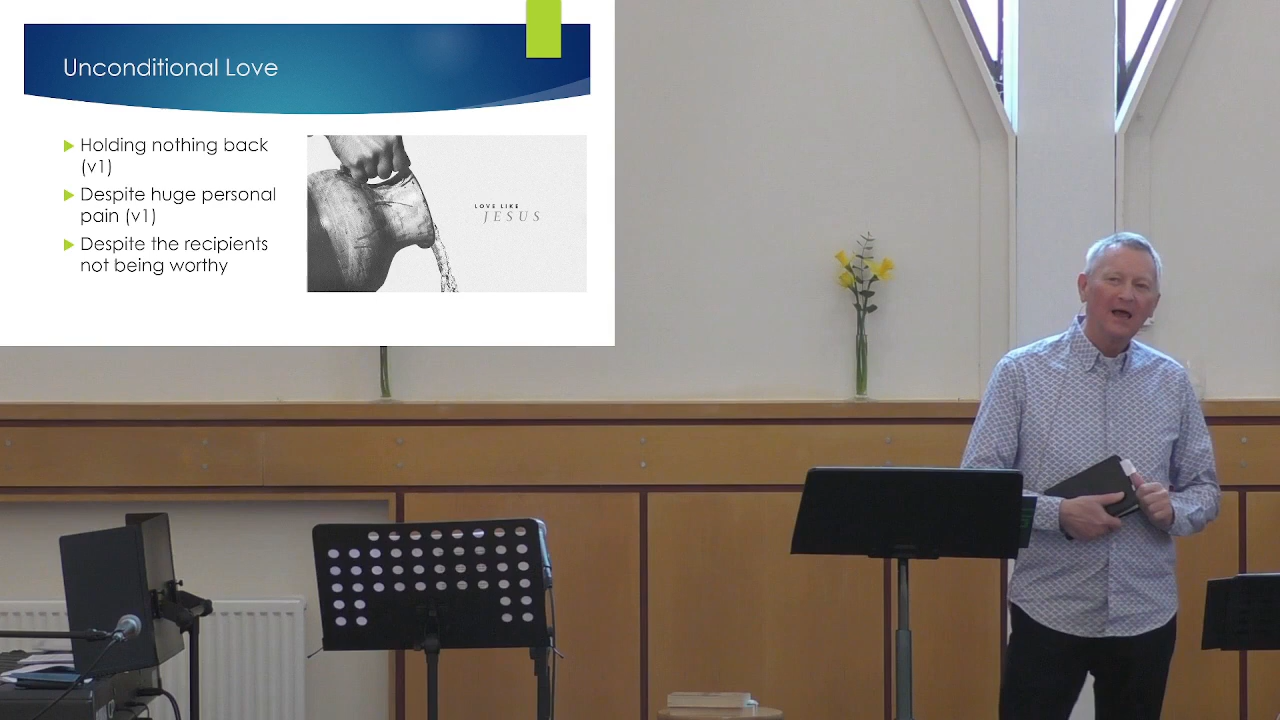 Unconditional Love
Holding nothing back
(v1)
Despite huge personal
pain (v1)
Despite the recipients
not being worthy
LOVE LIKE
JESUS